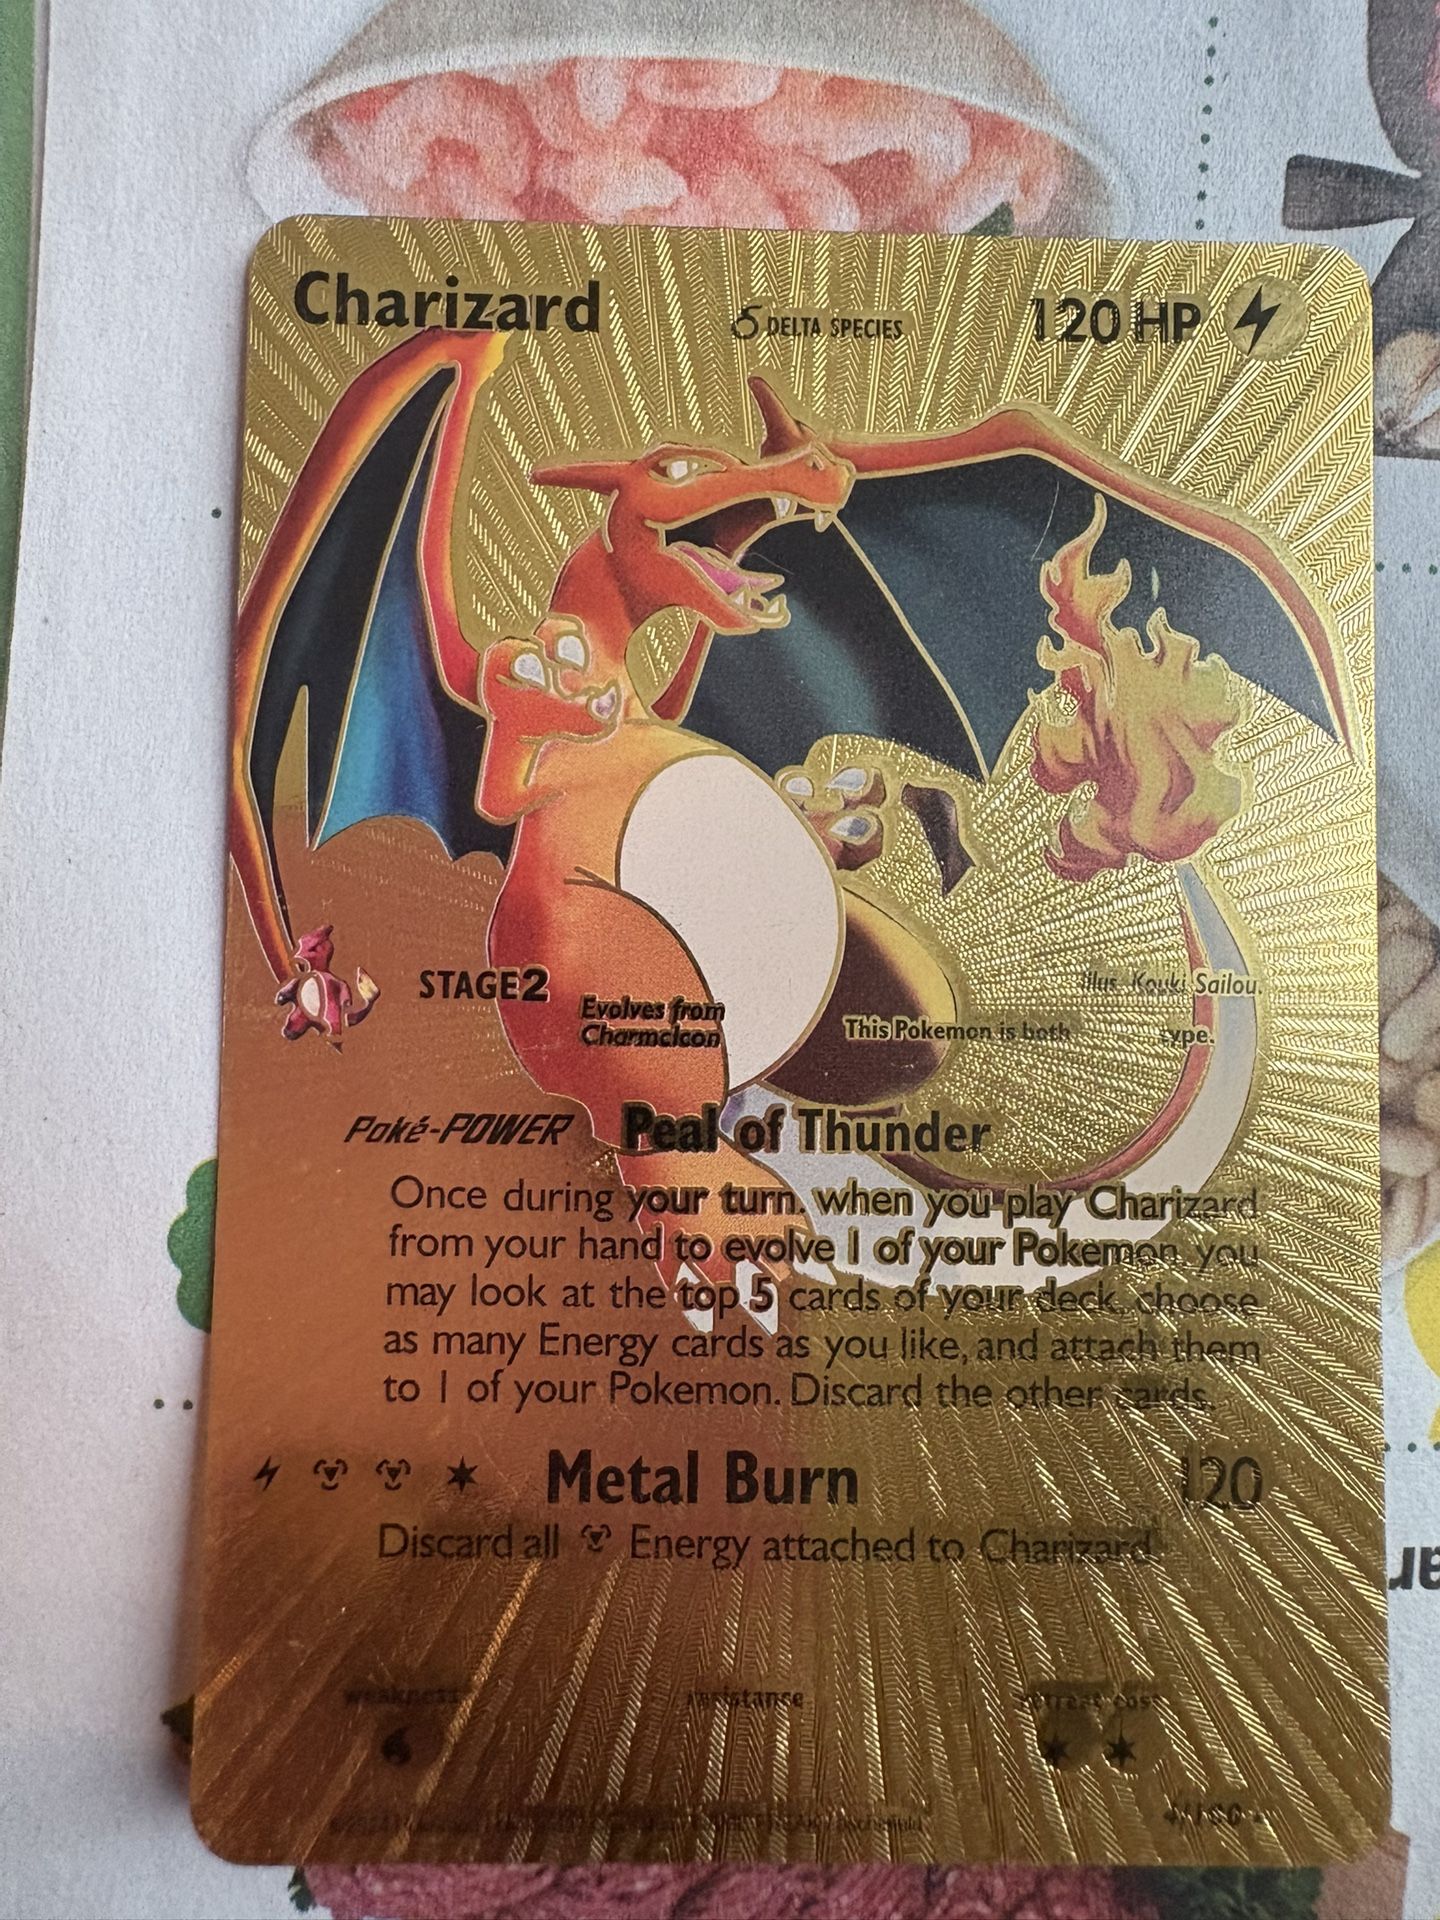 Charizard
δ DELTA SPECIES
120 HP
STAGE2
Evolves from
Charmcleon
illus. Kouki Saitou.
This Pokemon is both type.
Poké-POWER Peal of Thunder
Once during your turn. when you play Charizard
from your hand to evolve 1 of your Pokemon, you
may look at the top 5 cards of your deck, choose
as many Energy cards as you like, and attach them
to 1 of your Pokemon. Discard the other cards.
Metal Burn 120
Discard all Energy attached to Charizard.
weakness resistance retreat cost